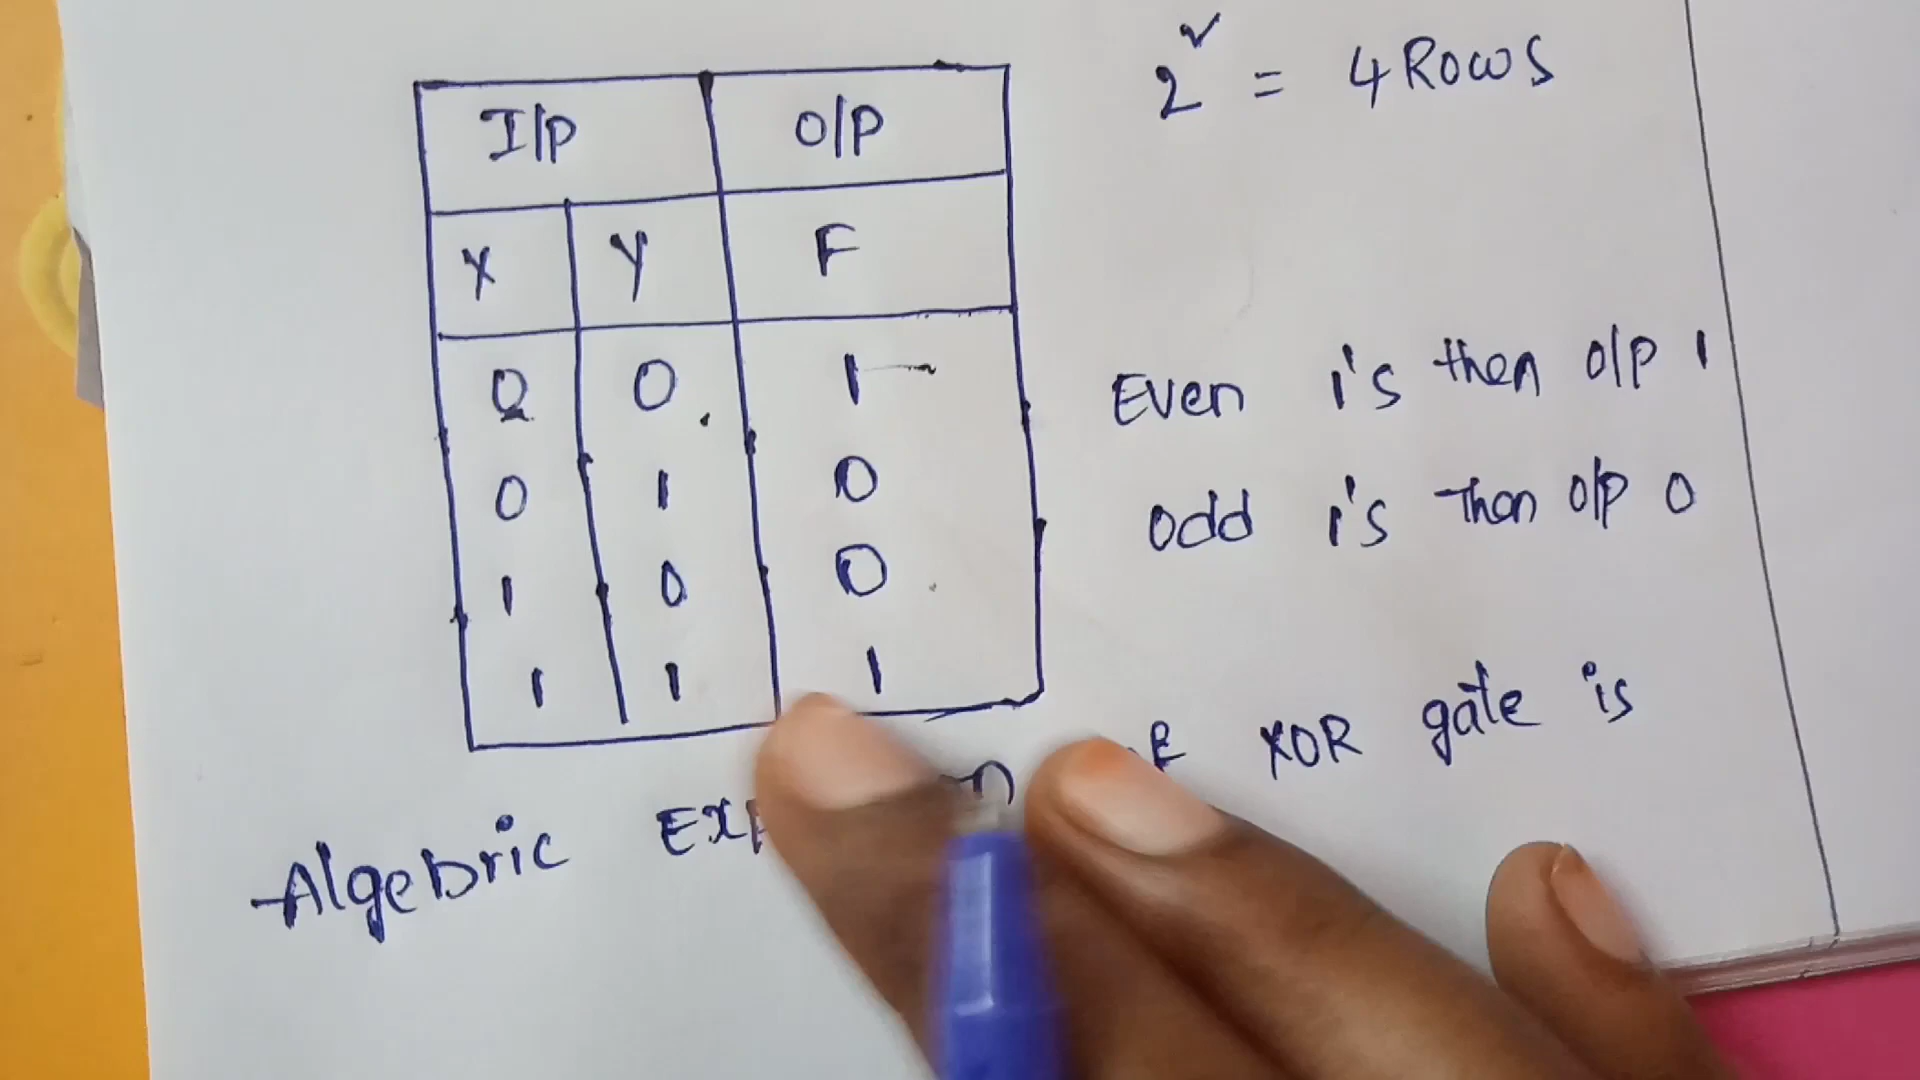 2² = 4 Rows
I/P O/P
X Y F
0 0 1
0 1 0
1 0 0
1 1 1
Even 1's then O/P 1
odd 1's then O/P 0
Algebric XOR gate is